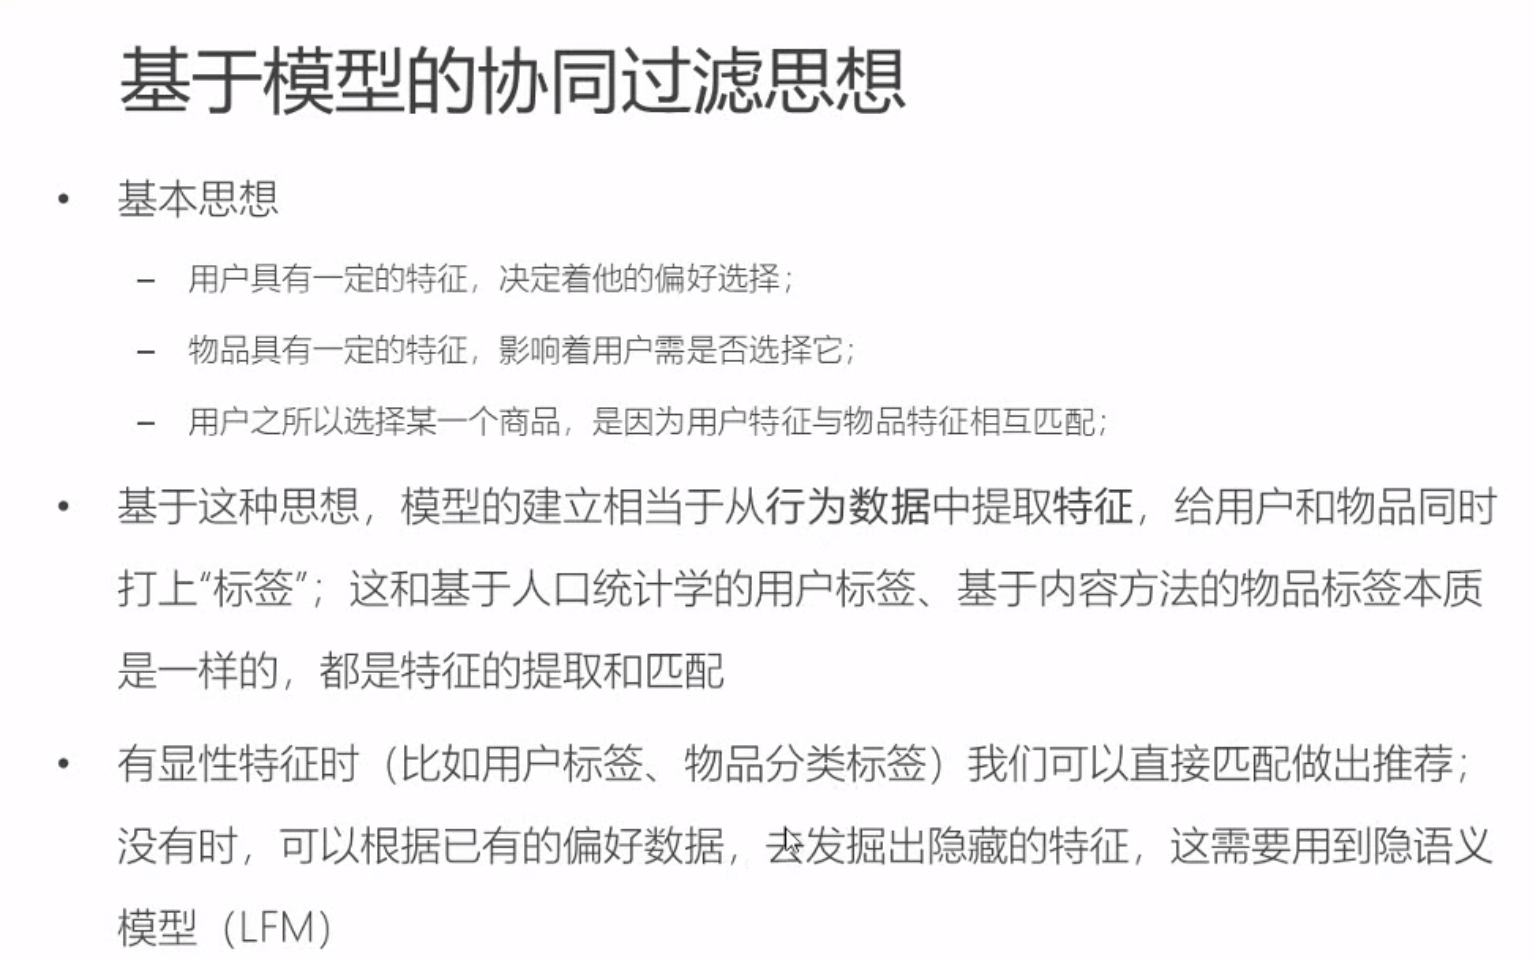 基于模型的协同过滤思想
• 基本思想
– 用户具有一定的特征，决定着他的偏好选择；
– 物品具有一定的特征，影响着用户需是否选择它；
– 用户之所以选择某一个商品，是因为用户特征与物品特征相互匹配；
• 基于这种思想，模型的建立相当于从行为数据中提取特征，给用户和物品同时
打上“标签”；这和基于人口统计学的用户标签、基于内容方法的物品标签本质
是一样的，都是特征的提取和匹配
• 有显性特征时（比如用户标签、物品分类标签）我们可以直接匹配做出推荐；
没有时，可以根据已有的偏好数据，去发掘出隐藏的特征，这需要用到隐语义
模型（LFM）